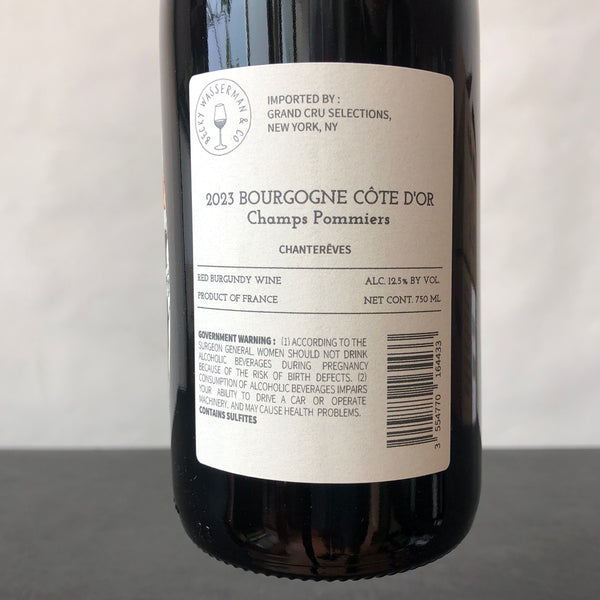 BECKY WASSERMAN & CO
IMPORTED BY :
GRAND CRU SELECTIONS,
NEW YORK, NY
2023 BOURGOGNE CÔTE D'OR
Champs Pommiers
CHANTERÊVES
RED BURGUNDY WINE
ALC. 12.5% BY VOL.
PRODUCT OF FRANCE
NET CONT. 750 ML
GOVERNMENT WARNING : (1) ACCORDING TO THE
SURGEON GENERAL, WOMEN SHOULD NOT DRINK
ALCOHOLIC BEVERAGES DURING PREGNANCY
BECAUSE OF THE RISK OF BIRTH DEFECTS. (2)
CONSUMPTION OF ALCOHOLIC BEVERAGES IMPAIRS
YOUR ABILITY TO DRIVE A CAR OR OPERATE
MACHINERY, AND MAY CAUSE HEALTH PROBLEMS.
CONTAINS SULFITES
3 554770 164433